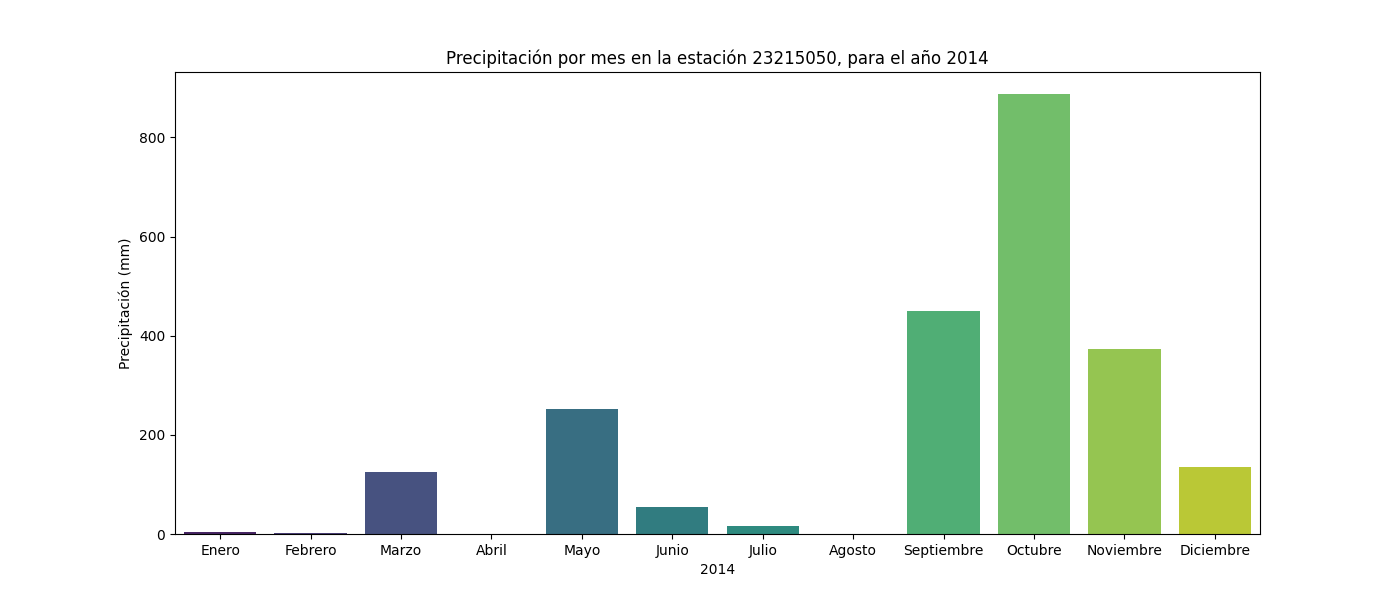 Precipitación por mes en la estación 23215050, para el año 2014
Precipitación (mm)
800
600
400
200
0
Enero Febrero Marzo Abril Mayo Junio Julio Agosto Septiembre Octubre Noviembre Diciembre
2014